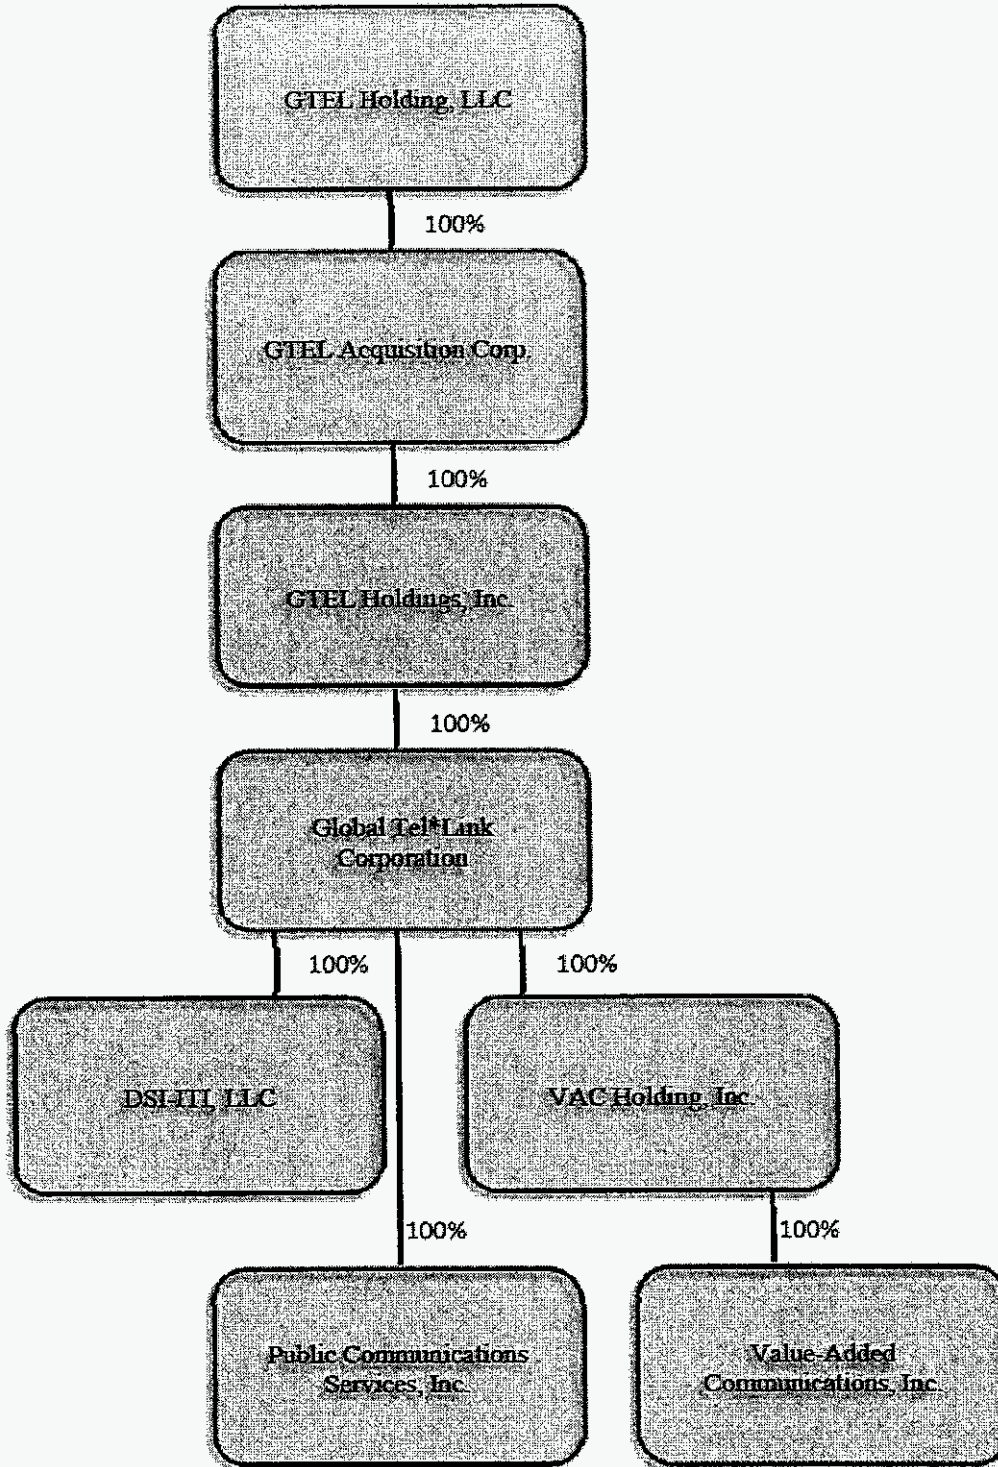 GTEL Holding, LLC
100%
GTEL Acquisition Corp.
100%
GTEL Holdings, Inc.
100%
Global Tel*Link
Corporation
100%
100%
DSI-ITI, LLC
VAC Holding, Inc.
100%
100%
Public Communications
Services, Inc.
Value-Added
Communications, Inc.